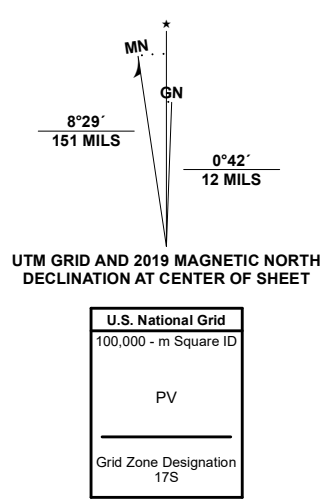 ★
MN
GN
8°29´
151 MILS
0°42´
12 MILS
UTM GRID AND 2019 MAGNETIC NORTH
DECLINATION AT CENTER OF SHEET
U.S. National Grid
100,000 - m Square ID
PV
Grid Zone Designation
17S